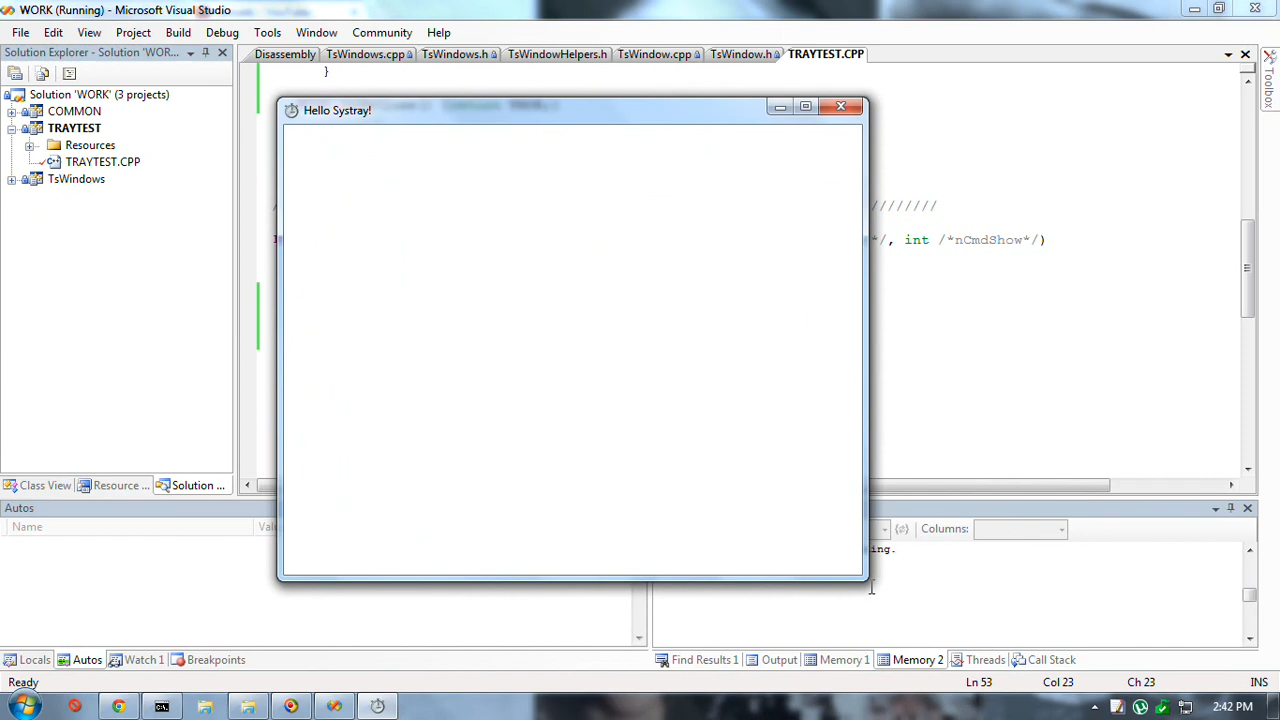 WORK (Running) - Microsoft Visual Studio
File Edit View Project Build Debug Tools Window Community Help
Solution Explorer - Solution 'WOR...
Disassembly TsWindows.cpp TsWindows.h TsWindowHelpers.h TsWindow.cpp TsWindow.h TRAYTEST.CPP
Toolbox
}
Solution 'WORK' (3 projects)
COMMON
TRAYTEST
Resources
TRAYTEST.CPP
TsWindows
Hello Systray!
////////
*/, int /*nCmdShow*/)
Class View Resource ... Solution ...
Autos
Name
Columns:
ing.
Locals Autos Watch 1 Breakpoints
Find Results 1 Output Memory 1 Memory 2 Threads Call Stack
Ready Ln 53 Col 23 Ch 23 INS
2:42 PM